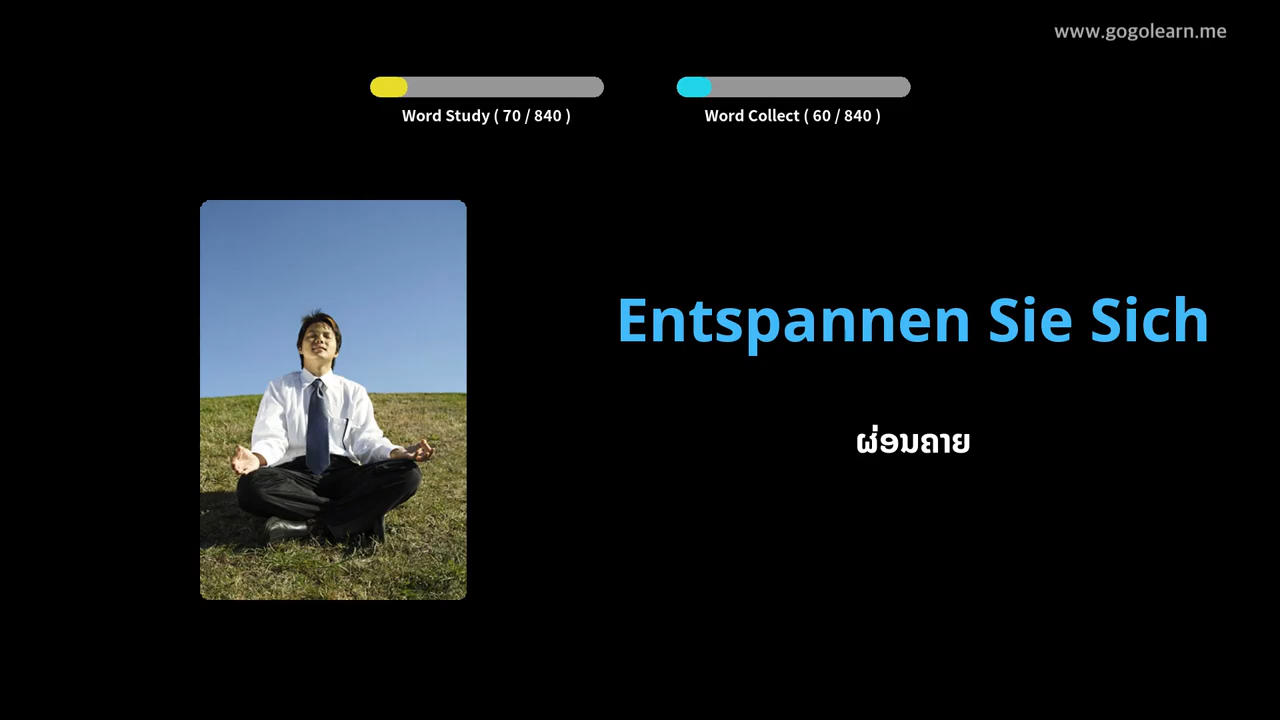 www.gogolearn.me
Word Study ( 70 / 840 )
Word Collect ( 60 / 840 )
Entspannen Sie Sich
ຜ່ອນຄາຍ